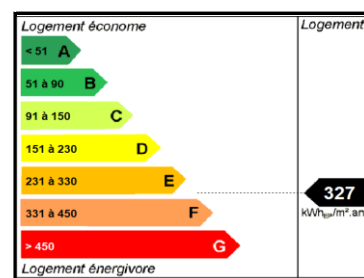 Logement économe
Logement
< 51 A
51 à 90 B
91 à 150 C
151 à 230 D
231 à 330 E
327
kWhEP/m².an
331 à 450 F
> 450 G
Logement énergivore